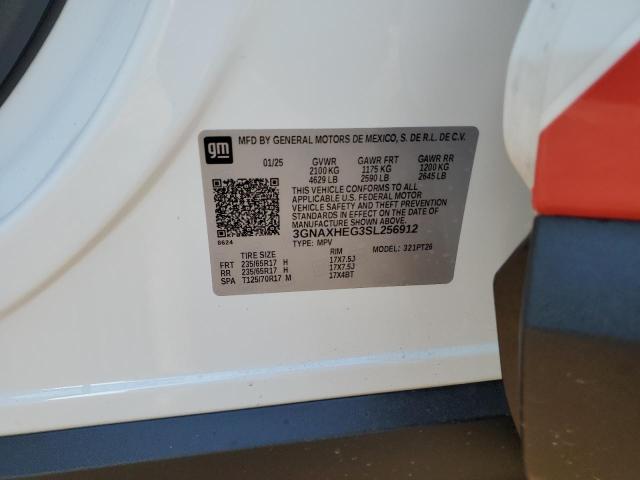 gm
MFD BY GENERAL MOTORS DE MEXICO, S. DE R.L. DE C.V.
01/25 GVWR GAWR FRT GAWR RR
2100 KG 1175 KG 1200 KG
4629 LB 2590 LB 2645 LB
THIS VEHICLE CONFORMS TO ALL
APPLICABLE U.S. FEDERAL MOTOR
VEHICLE SAFETY AND THEFT
PREVENTION STANDARDS IN EFFECT
ON THE DATE OF MANUFACTURE
SHOWN ABOVE.
3GNAXHEG3SL256912
8624 TYPE: MPV MODEL: 321PT26
TIRE SIZE RIM
FRT 235/65R17 H 17X7.5J
RR 235/65R17 H 17X7.5J
SPA T125/70R17 M 17X4BT